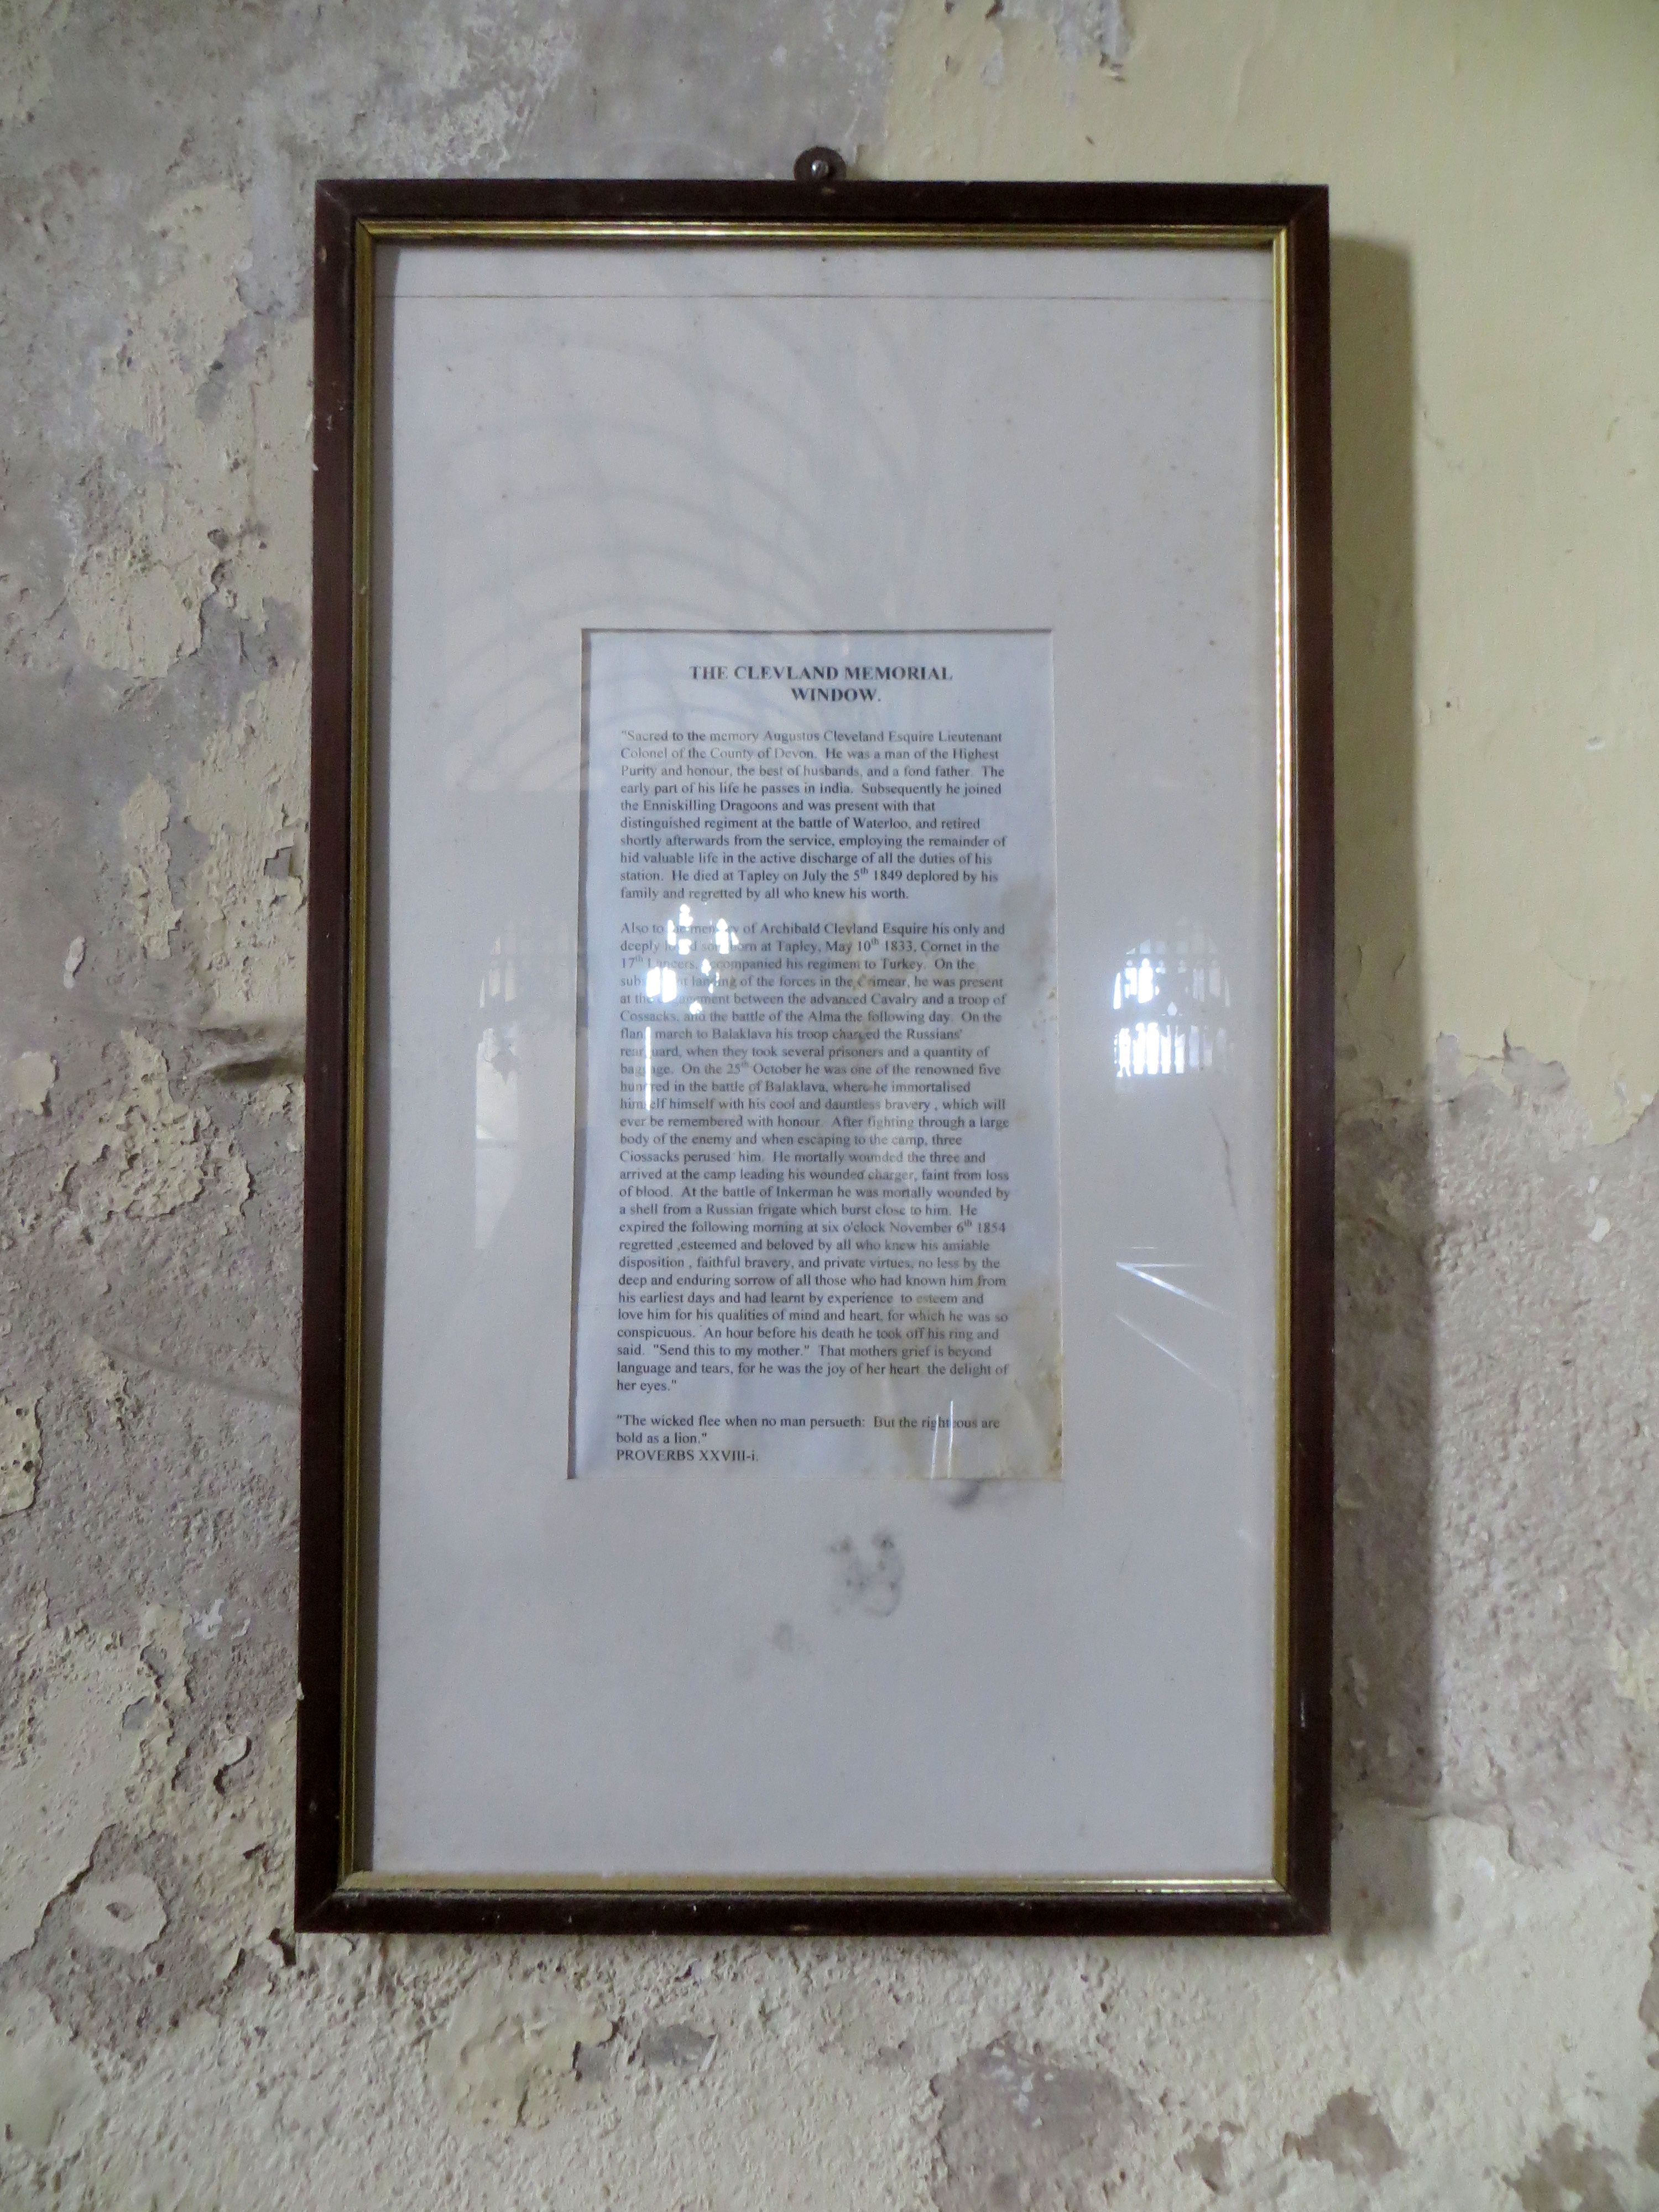 THE CLEVLAND MEMORIAL
WINDOW.
"Sacred to the memory Augustus Cleveland Esquire Lieutenant
Colonel of the County of Devon. He was a man of the Highest
Purity and honour, the best of husbands, and a fond father. The
early part of his life he passes in India. Subsequently he joined
the Enniskilling Dragoons and was present with that
distinguished regiment at the battle of Waterloo, and retired
shortly afterwards from the service, employing the remainder of
hid valuable life in the active discharge of all the duties of his
station. He died at Tapley on July the 5th 1849 deplored by his
family and regretted by all who knew his worth.
Also to of Archibald Clevland Esquire his only and
deeply born at Tapley, May 10th 1833, Cornet in the
17th Lancers, accompanied his regiment to Turkey. On the
landing of the forces in the Crimear, he was present
at the between the advanced Cavalry and a troop of
Cossacks, and the battle of the Alma the following day. On the
flank march to Balaklava his troop charged the Russians'
rearguard, when they took several prisoners and a quantity of
baggage. On the 25th October he was one of the renowned five
hundred in the battle of Balaklava, where he immortalised
himself himself with his cool and dauntless bravery , which will
ever be remembered with honour. After fighting through a large
body of the enemy and when escaping to the camp, three
Ciossacks perused him. He mortally wounded the three and
arrived at the camp leading his wounded charger, faint from loss
of blood. At the battle of Inkerman he was mortally wounded by
a shell from a Russian frigate which burst close to him. He
expired the following morning at six o'clock November 6th 1854
regretted ,esteemed and beloved by all who knew his amiable
disposition , faithful bravery, and private virtues, no less by the
deep and enduring sorrow of all those who had known him from
his earliest days and had learnt by experience to esteem and
love him for his qualities of mind and heart, for which he was so
conspicuous. An hour before his death he took off his ring and
said. "Send this to my mother." That mothers grief is beyond
language and tears, for he was the joy of her heart the delight of
her eyes."
"The wicked flee when no man persueth: But the righteous are
bold as a lion."
PROVERBS XXVIII-i.